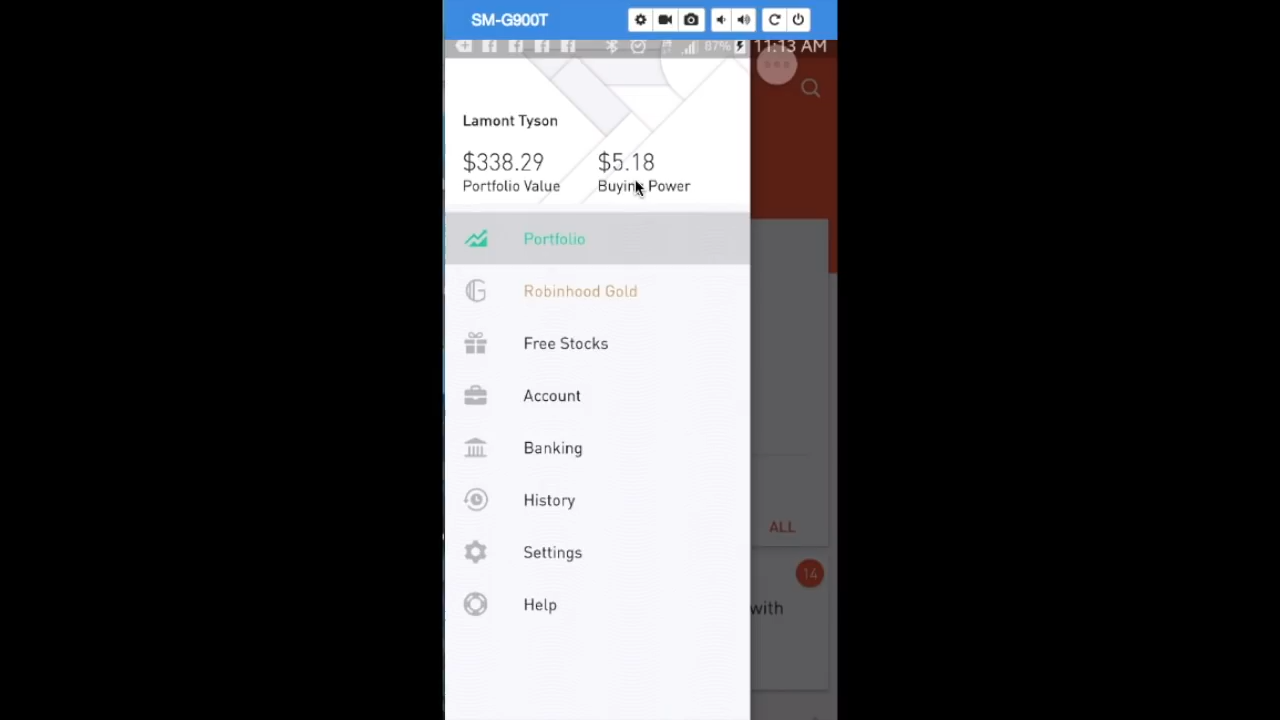 SM-G900T
87% 11:13 AM
Lamont Tyson
$338.29 $5.18
Portfolio Value Buying Power
Portfolio
Robinhood Gold
Free Stocks
Account
Banking
History
ALL
Settings
14
Help
with